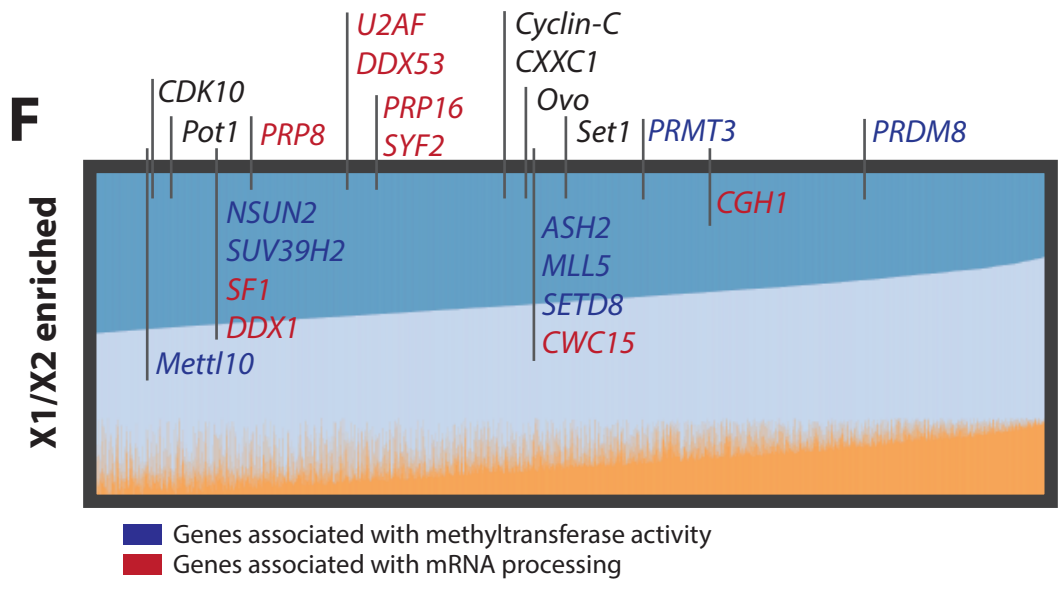 F
X1/X2 enriched
CDK10
Pot1
PRP8
U2AF
DDX53
PRP16
SYF2
Cyclin-C
CXXC1
Ovo
Set1
PRMT3
PRDM8
CGH1
NSUN2
SUV39H2
SF1
DDX1
Mettl10
ASH2
MLL5
SETD8
CWC15
Genes associated with methyltransferase activity
Genes associated with mRNA processing